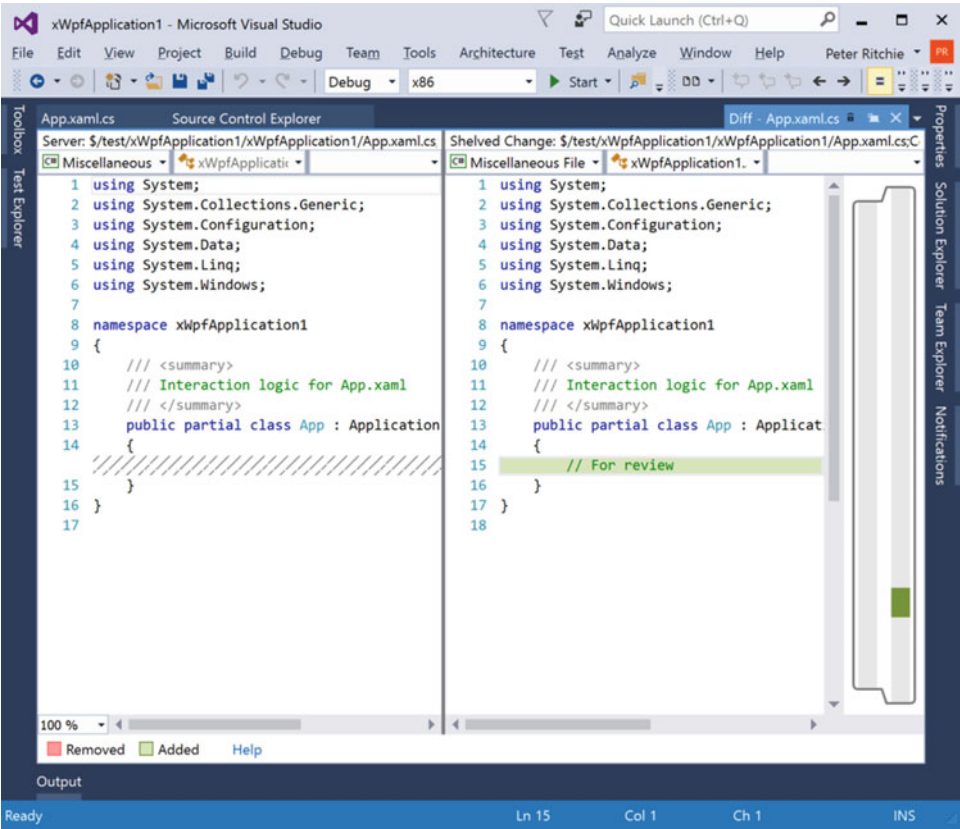 xWpfApplication1 - Microsoft Visual Studio
Quick Launch (Ctrl+Q)
File Edit View Project Build Debug Team Tools Architecture Test Analyze Window Help Peter Ritchie PR
Debug x86 Start
Toolbox
Test Explorer
App.xaml.cs Source Control Explorer Diff - App.xaml.cs
Server: $/test/xWpfApplication1/xWpfApplication1/App.xaml.cs
C# Miscellaneous xWpfApplicatic
1 using System;
2 using System.Collections.Generic;
3 using System.Configuration;
4 using System.Data;
5 using System.Linq;
6 using System.Windows;
7
8 namespace xWpfApplication1
9 {
10 /// <summary>
11 /// Interaction logic for App.xaml
12 /// </summary>
13 public partial class App : Application
14 {
15 }
16 }
17
Shelved Change: $/test/xWpfApplication1/xWpfApplication1/App.xaml.cs;C
C# Miscellaneous File xWpfApplication1.
1 using System;
2 using System.Collections.Generic;
3 using System.Configuration;
4 using System.Data;
5 using System.Linq;
6 using System.Windows;
7
8 namespace xWpfApplication1
9 {
10 /// <summary>
11 /// Interaction logic for App.xaml
12 /// </summary>
13 public partial class App : Applicat
14 {
15 // For review
16 }
17 }
18
Properties
Solution Explorer
Team Explorer
Notifications
100 %
Removed Added Help
Output
Ready Ln 15 Col 1 Ch 1 INS